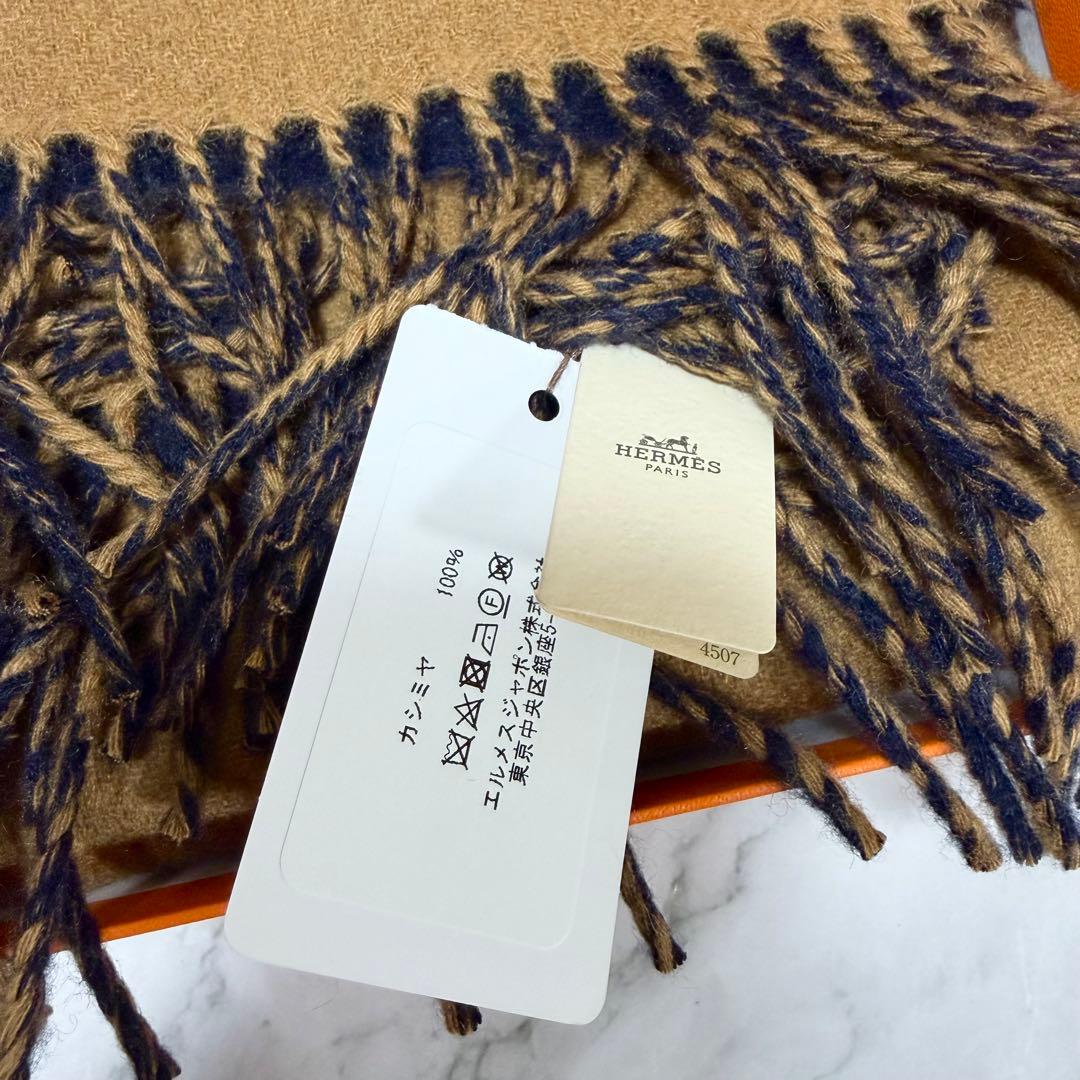 HERMÈS
PARIS
4507
カシミヤ 100%
Ⓕ
エルメスジャポン株式会社
東京中央区銀座5-